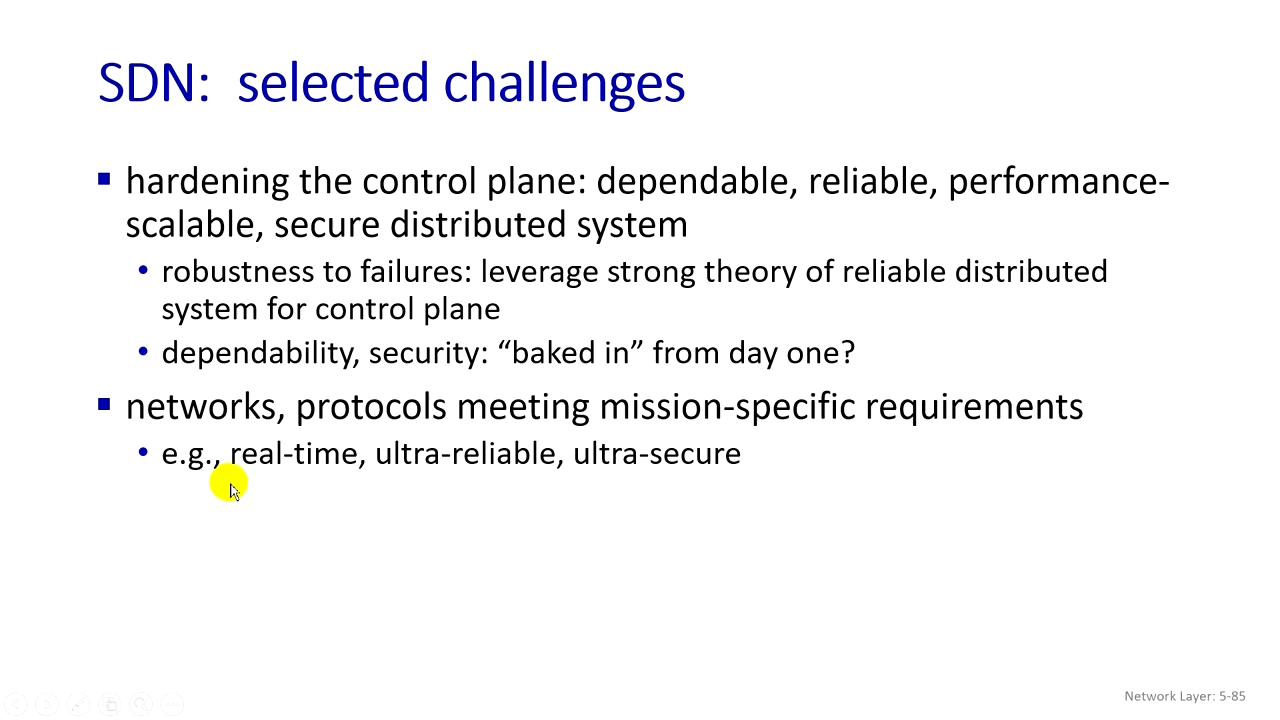 SDN: selected challenges
hardening the control plane: dependable, reliable, performance-
scalable, secure distributed system
robustness to failures: leverage strong theory of reliable distributed
system for control plane
dependability, security: “baked in” from day one?
networks, protocols meeting mission-specific requirements
e.g., real-time, ultra-reliable, ultra-secure
Network Layer: 5-85